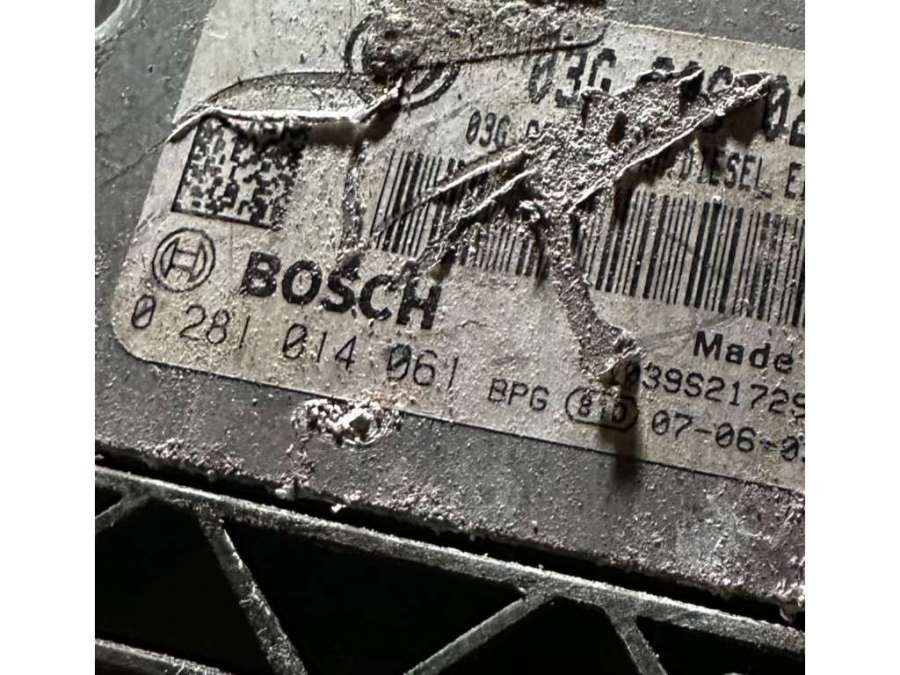 03G
03G
DIESEL
BOSCH
0 281 014 061
BPG
Made
039S21729
07-06-0